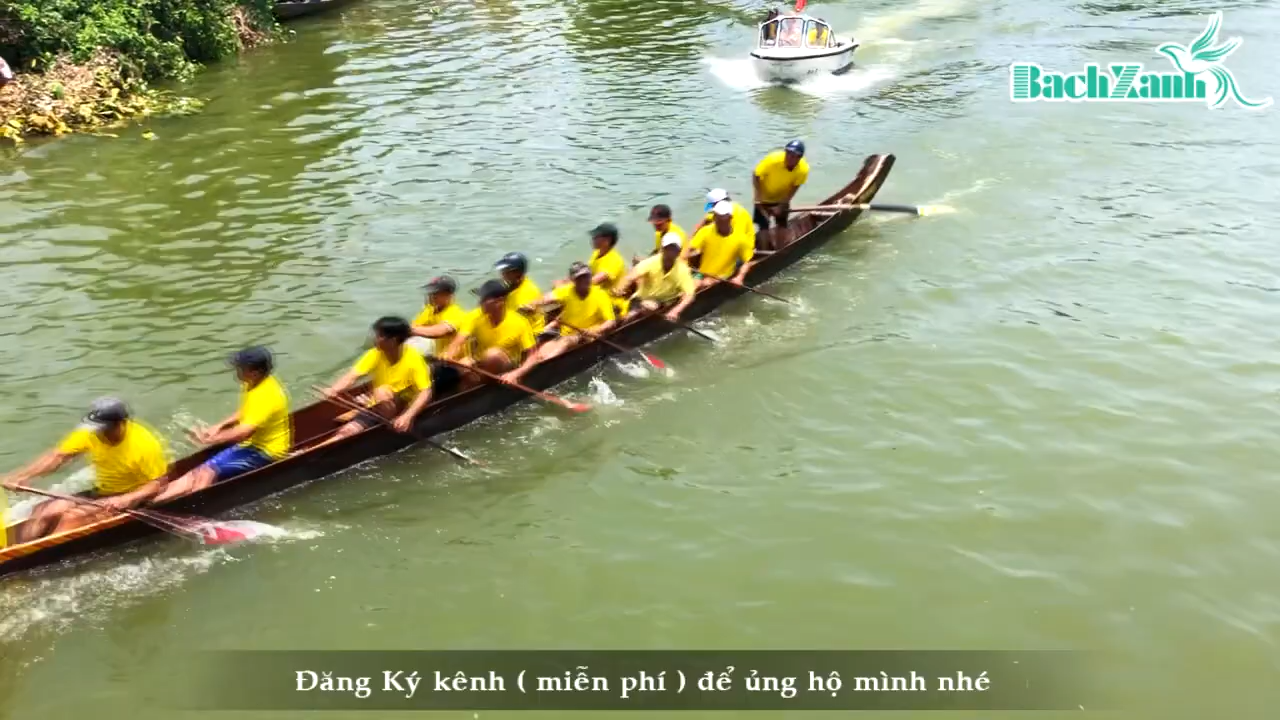 BachXanh
Đăng Ký kênh ( miễn phí ) để ủng hộ mình nhé